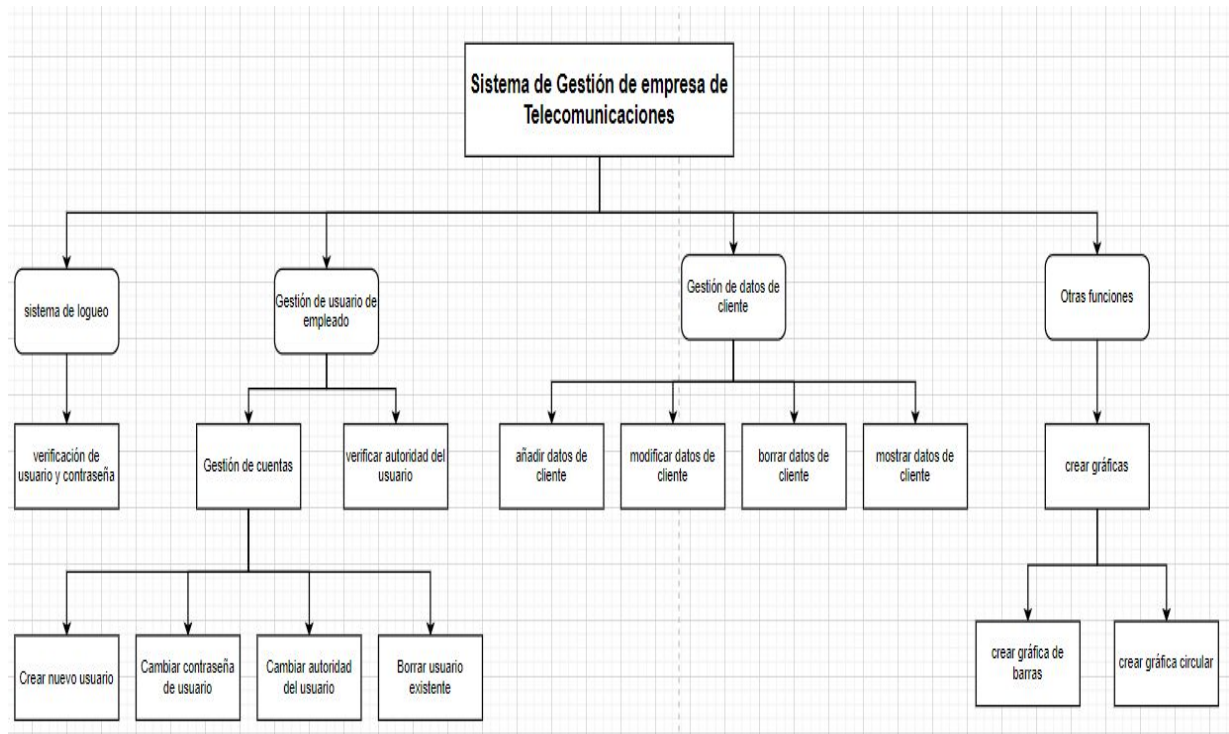 Sistema de Gestión de empresa de
Telecomunicaciones
sistema de logueo
Gestión de usuario de
empleado
Gestión de datos de
cliente
Otras funciones
verificación de
usuario y contraseña
Gestión de cuentas
verificar autoridad del
usuario
añadir datos de
cliente
modificar datos de
cliente
borrar datos de
cliente
mostrar datos de
cliente
crear gráficas
Crear nuevo usuario
Cambiar contraseña
de usuario
Cambiar autoridad
del usuario
Borrar usuario
existente
crear gráfica de
barras
crear gráfica circular